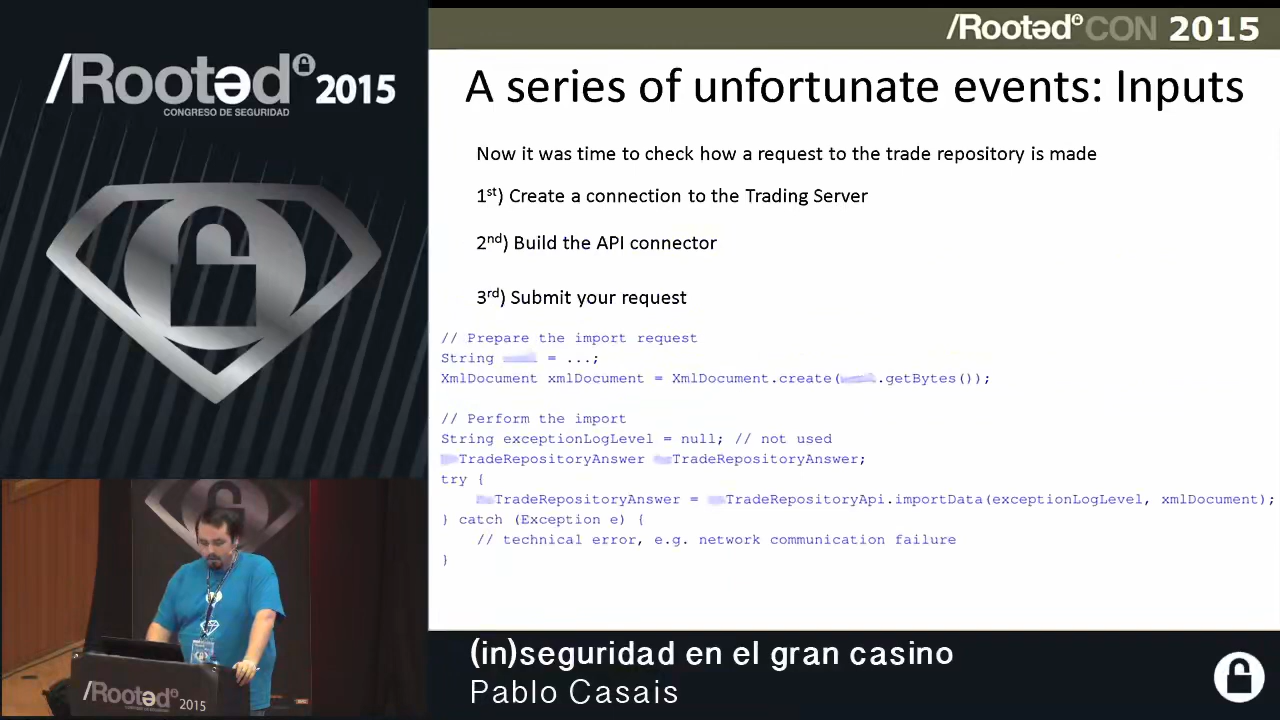 /Rootəd 2015
CONGRESO DE SEGURIDAD
/Rootəd CON 2015
A series of unfortunate events: Inputs
Now it was time to check how a request to the trade repository is made
1st) Create a connection to the Trading Server
2nd) Build the API connector
3rd) Submit your request
// Prepare the import request
String = ...;
XmlDocument xmlDocument = XmlDocument.create( .getBytes());
// Perform the import
String exceptionLogLevel = null; // not used
TradeRepositoryAnswer TradeRepositoryAnswer;
try {
TradeRepositoryAnswer = TradeRepositoryApi.importData(exceptionLogLevel, xmlDocument);
} catch (Exception e) {
// technical error, e.g. network communication failure
}
/Rootəd 2015
(in)seguridad en el gran casino
Pablo Casais